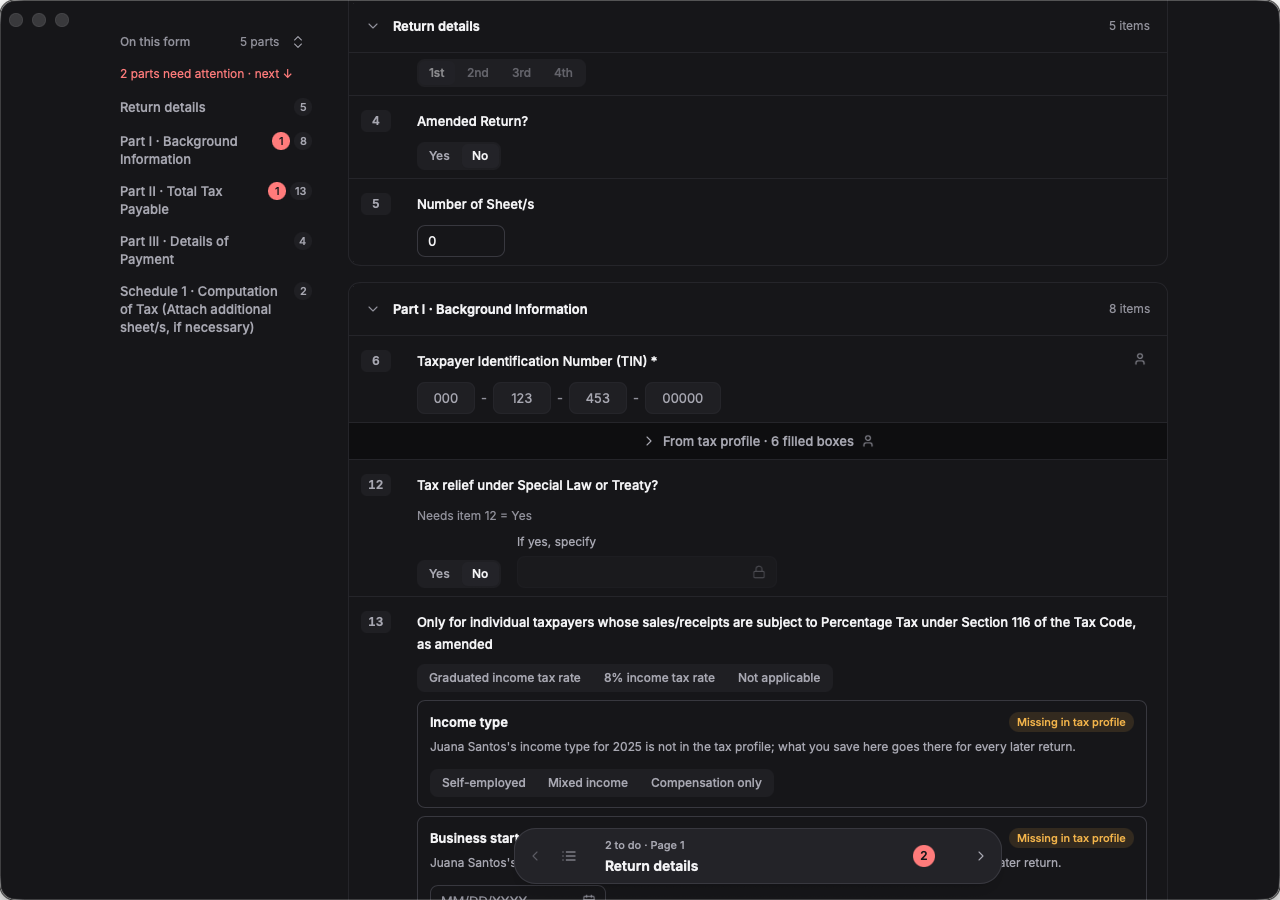 On this form 5 parts
2 parts need attention · next ↓
Return details 5
Part I · Background Information 1 8
Part II · Total Tax Payable 1 13
Part III · Details of Payment 4
Schedule 1 · Computation of Tax (Attach additional sheet/s, if necessary) 2
Return details 5 items
1st 2nd 3rd 4th
4 Amended Return?
Yes No
5 Number of Sheet/s
0
Part I · Background Information 8 items
6 Taxpayer Identification Number (TIN) *
000 - 123 - 453 - 00000
From tax profile · 6 filled boxes
12 Tax relief under Special Law or Treaty?
Needs item 12 = Yes
If yes, specify
Yes No
13 Only for individual taxpayers whose sales/receipts are subject to Percentage Tax under Section 116 of the Tax Code,
as amended
Graduated income tax rate 8% income tax rate Not applicable
Income type Missing in tax profile
Juana Santos's income type for 2025 is not in the tax profile; what you save here goes there for every later return.
Self-employed Mixed income Compensation only
Business start Missing in tax profile
Juana Santos's later return.
MM/DD/YYYY
2 to do · Page 1
Return details 2